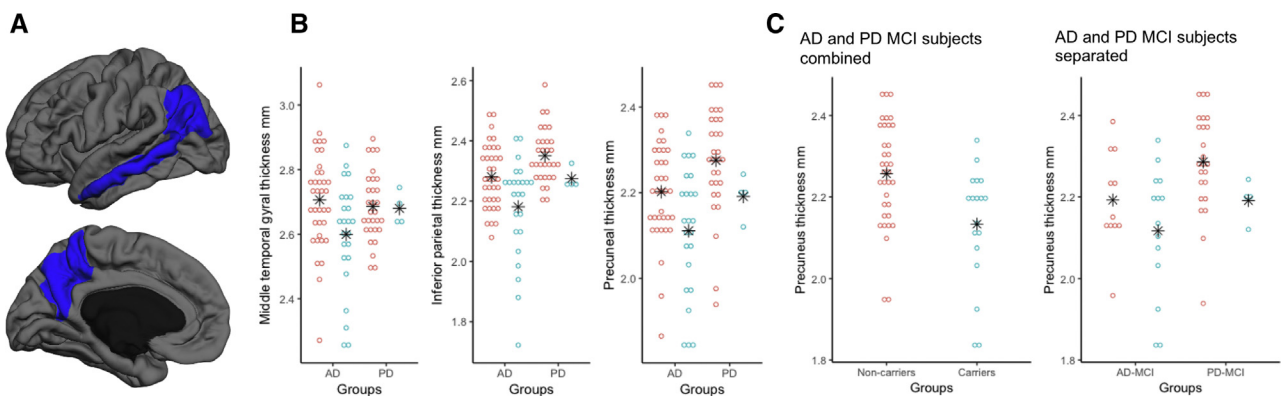 A
B
C
AD and PD MCI subjects
combined
AD and PD MCI subjects
separated
Middle temporal gyral thickness mm
3.0
2.8
2.6
2.4
AD
PD
Groups
Inferior parietal thickness mm
2.6
2.4
2.2
2.0
1.8
AD
PD
Groups
Precuneal thickness mm
2.4
2.2
2.0
AD
PD
Groups
Precuneus thickness mm
2.4
2.2
2.0
1.8
Non-carriers
Carriers
Groups
Precuneus thickness mm
2.4
2.2
2.0
1.8
AD-MCI
PD-MCI
Groups